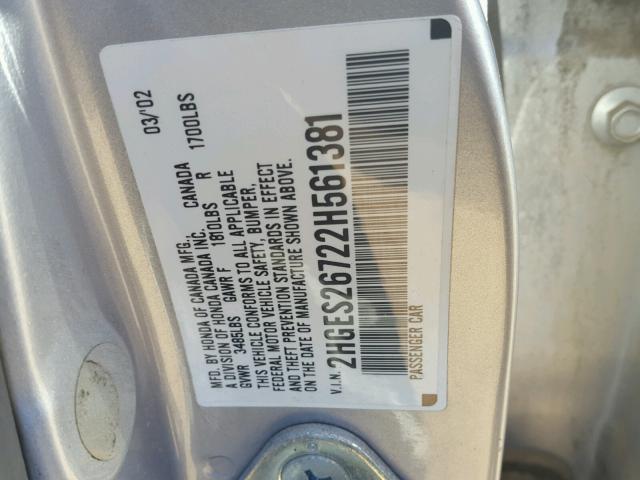 MFD. BY HONDA OF CANADA MFG., CANADA 03/'02
A DIVISION OF HONDA CANADA INC.
GVWR 3485LBS GAWR F 1810LBS R 1700LBS
THIS VEHICLE CONFORMS TO ALL APPLICABLE
FEDERAL MOTOR VEHICLE SAFETY, BUMPER,
AND THEFT PREVENTION STANDARDS IN EFFECT
ON THE DATE OF MANUFACTURE SHOWN ABOVE.
V.I.N. 2HGES26722H561381
PASSENGER CAR